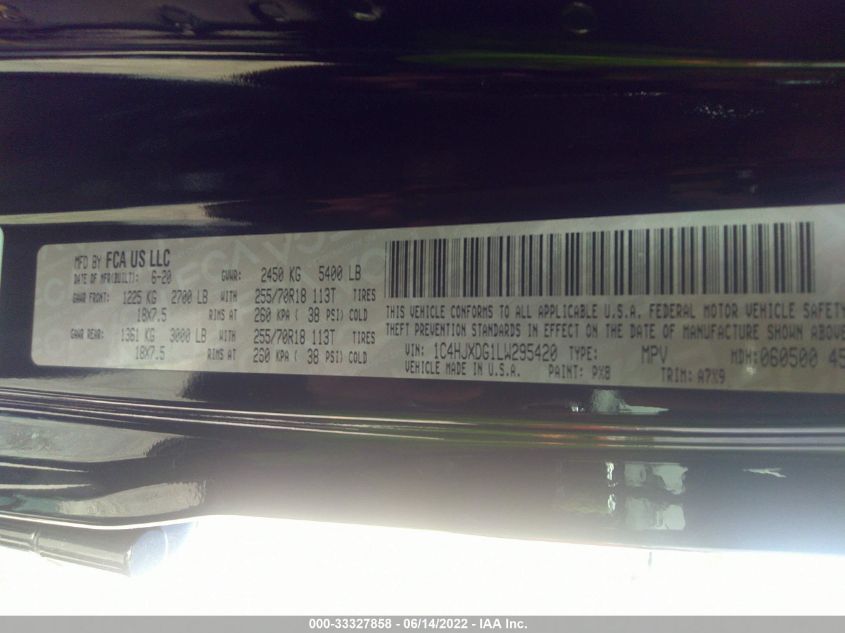 MFD BY FCA US LLC
DATE OF MFR(BUILT): 6-20 GVWR: 2450 KG 5400 LB
GAWR FRONT: 1225 KG 2700 LB WITH 255/70R18 113T TIRES
18X7.5 RIMS AT 260 KPA ( 38 PSI) COLD
GAWR REAR: 1361 KG 3000 LB WITH 255/70R18 113T TIRES
18X7.5 RIMS AT 260 KPA ( 38 PSI) COLD
THIS VEHICLE CONFORMS TO ALL APPLICABLE U.S.A. FEDERAL MOTOR VEHICLE SAFETY
THEFT PREVENTION STANDARDS IN EFFECT ON THE DATE OF MANUFACTURE SHOWN ABOVE
VIN: 1C4HJXDG1LW295420 TYPE: MPV MDH:060500 45
VEHICLE MADE IN U.S.A. PAINT: PX8 TRIM: A7X9
000-33327858 - 06/14/2022 - IAA Inc.